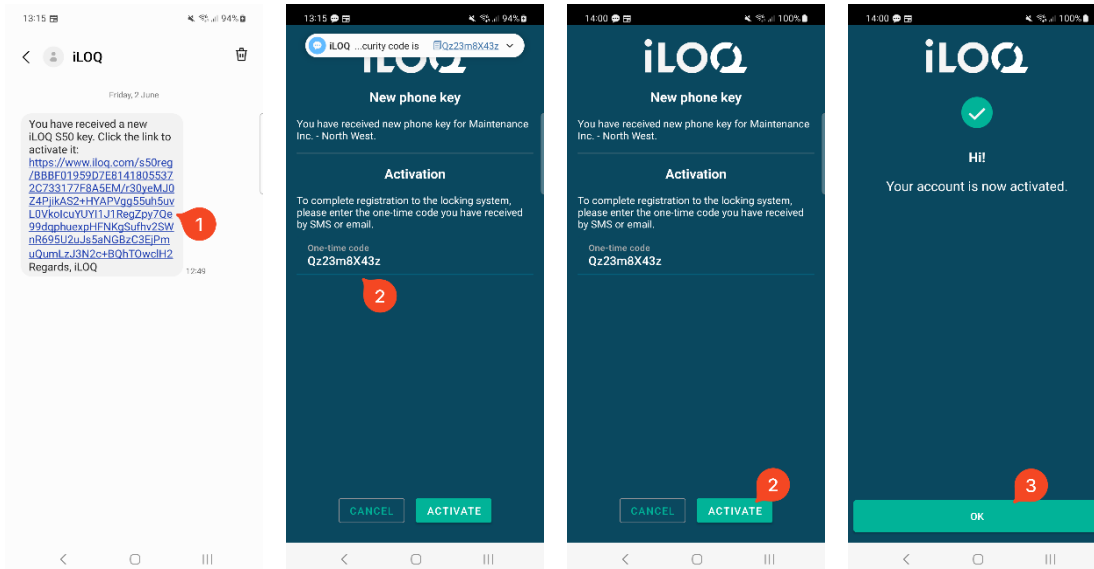 13:15
94%
iLOQ
Friday, 2 June
You have received a new
iLOQ S50 key. Click the link to
activate it:
https://www.iloq.com/s50reg
/BBBF01959D7E8141805537
2C733177F8A5EM/r30yeMJ0
Z4PjikAS2+HYAPVgg55uh5uv
L0VkolcuYUYI1J1RegZpy7Qe
99dqphuexpHFNKgSufhv2SW
nR695U2uJs5aNGBzC3EjPm
uQumLzJ3N2c+BQhTOwclH2
Regards, iLOQ
12:49
1
13:15
94%
iLOQ ...curity code is Qz23m8X43z
iLOQ
New phone key
You have received new phone key for Maintenance
Inc. - North West.
Activation
To complete registration to the locking system,
please enter the one-time code you have received
by SMS or email.
One-time code
Qz23m8X43z
2
CANCEL
ACTIVATE
14:00
100%
iLOQ
New phone key
You have received new phone key for Maintenance
Inc. - North West.
Activation
To complete registration to the locking system,
please enter the one-time code you have received
by SMS or email.
One-time code
Qz23m8X43z
2
CANCEL
ACTIVATE
14:00
100%
iLOQ
Hi!
Your account is now activated.
3
OK